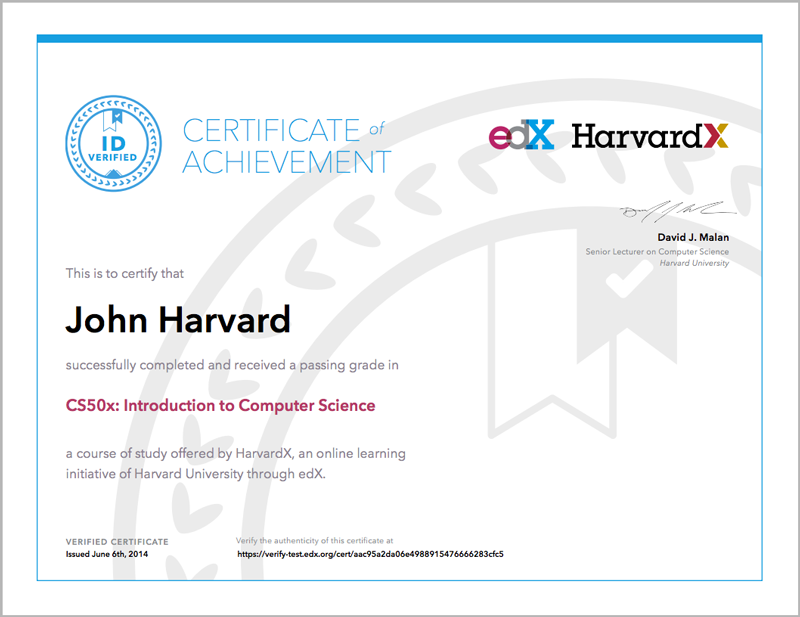 ID
VERIFIED
CERTIFICATE of
ACHIEVEMENT
edX
HarvardX
David J. Malan
Senior Lecturer on Computer Science
Harvard University
This is to certify that
John Harvard
successfully completed and received a passing grade in
CS50x: Introduction to Computer Science
a course of study offered by HarvardX, an online learning
initiative of Harvard University through edX.
VERIFIED CERTIFICATE
Issued June 6th, 2014
Verify the authenticity of this certificate at
https://verify-test.edx.org/cert/aac95a2da06e4988915476666283cfc5